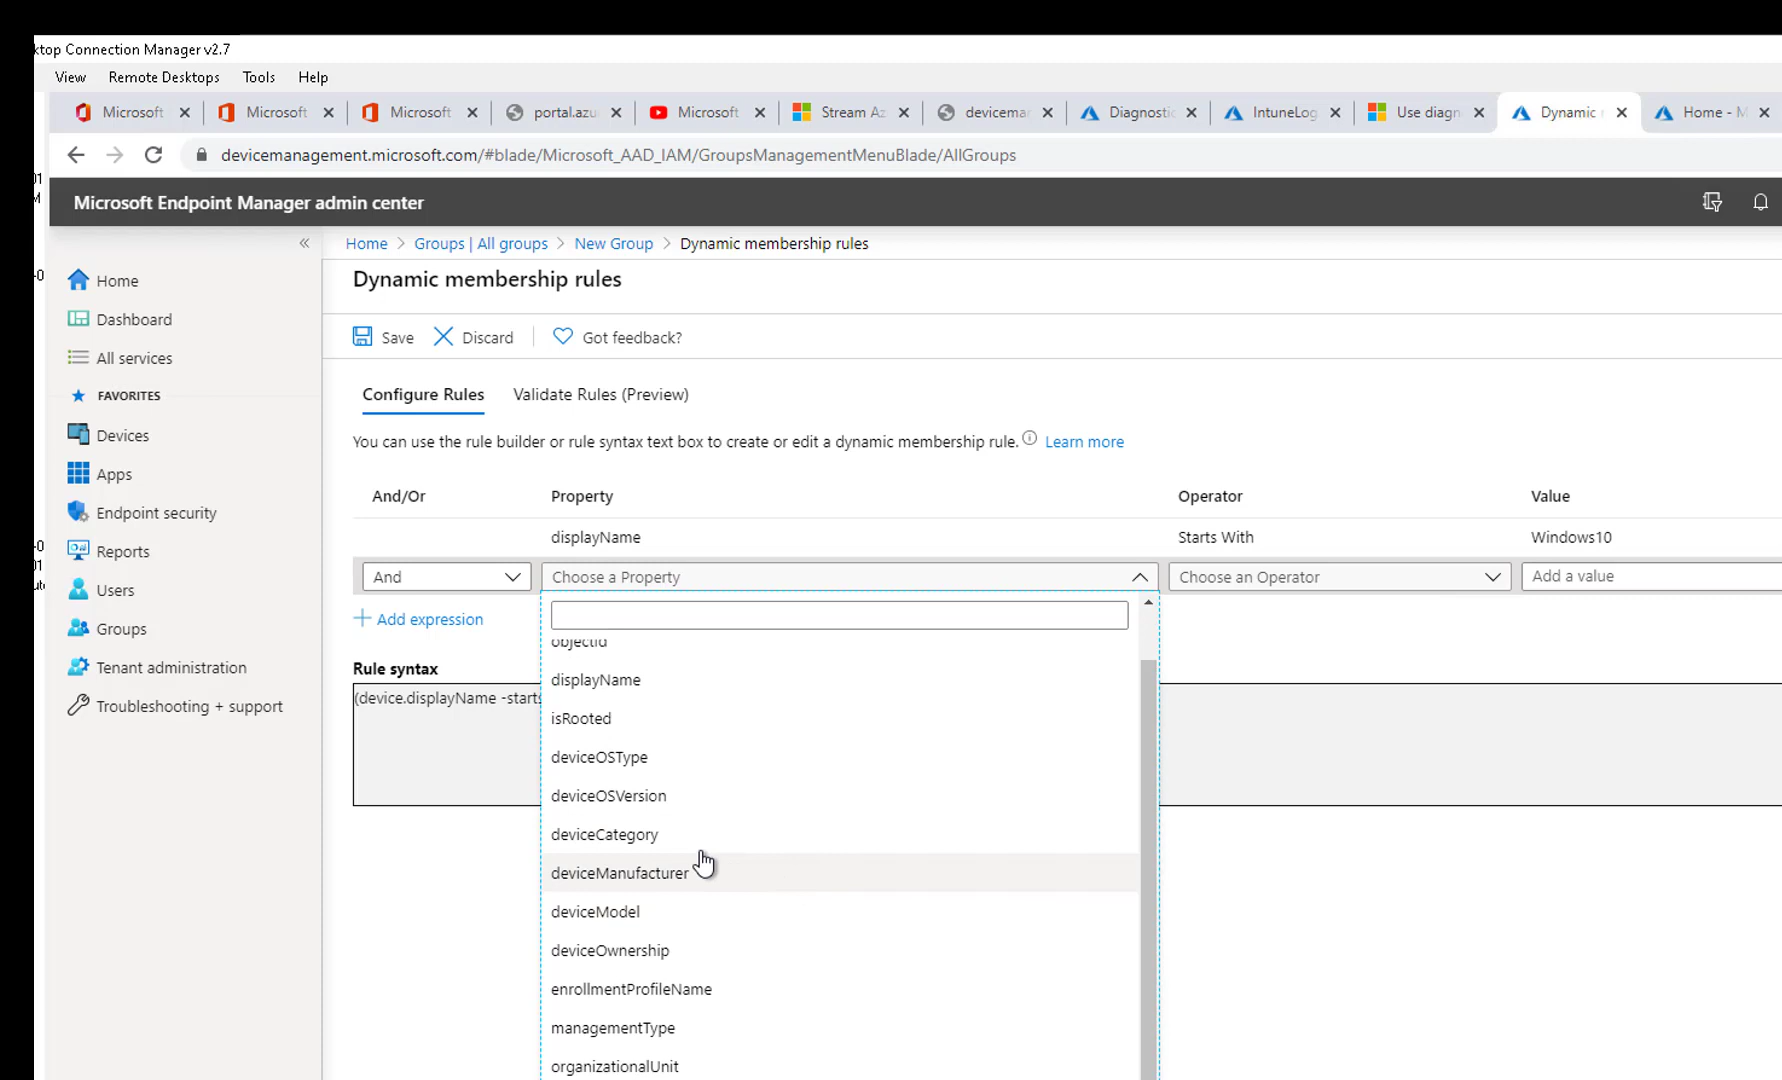 ktop Connection Manager v2.7
View Remote Desktops Tools Help
Microsoft Microsoft Microsoft portal.azu Microsoft Stream Az devicemar Diagnostic IntuneLog Use diagn Dynamic Home - M
devicemanagement.microsoft.com/#blade/Microsoft_AAD_IAM/GroupsManagementMenuBlade/AllGroups
Microsoft Endpoint Manager admin center
Home > Groups | All groups > New Group > Dynamic membership rules
Dynamic membership rules
Save Discard Got feedback?
Home
Dashboard
All services
FAVORITES
Devices
Apps
Endpoint security
Reports
Users
Groups
Tenant administration
Troubleshooting + support
Configure Rules Validate Rules (Preview)
You can use the rule builder or rule syntax text box to create or edit a dynamic membership rule. Learn more
And/Or Property Operator Value
displayName Starts With Windows10
And Choose a Property Choose an Operator Add a value
+ Add expression
Rule syntax
(device.displayName -starts
objectId
displayName
isRooted
deviceOSType
deviceOSVersion
deviceCategory
deviceManufacturer
deviceModel
deviceOwnership
enrollmentProfileName
managementType
organizationalUnit